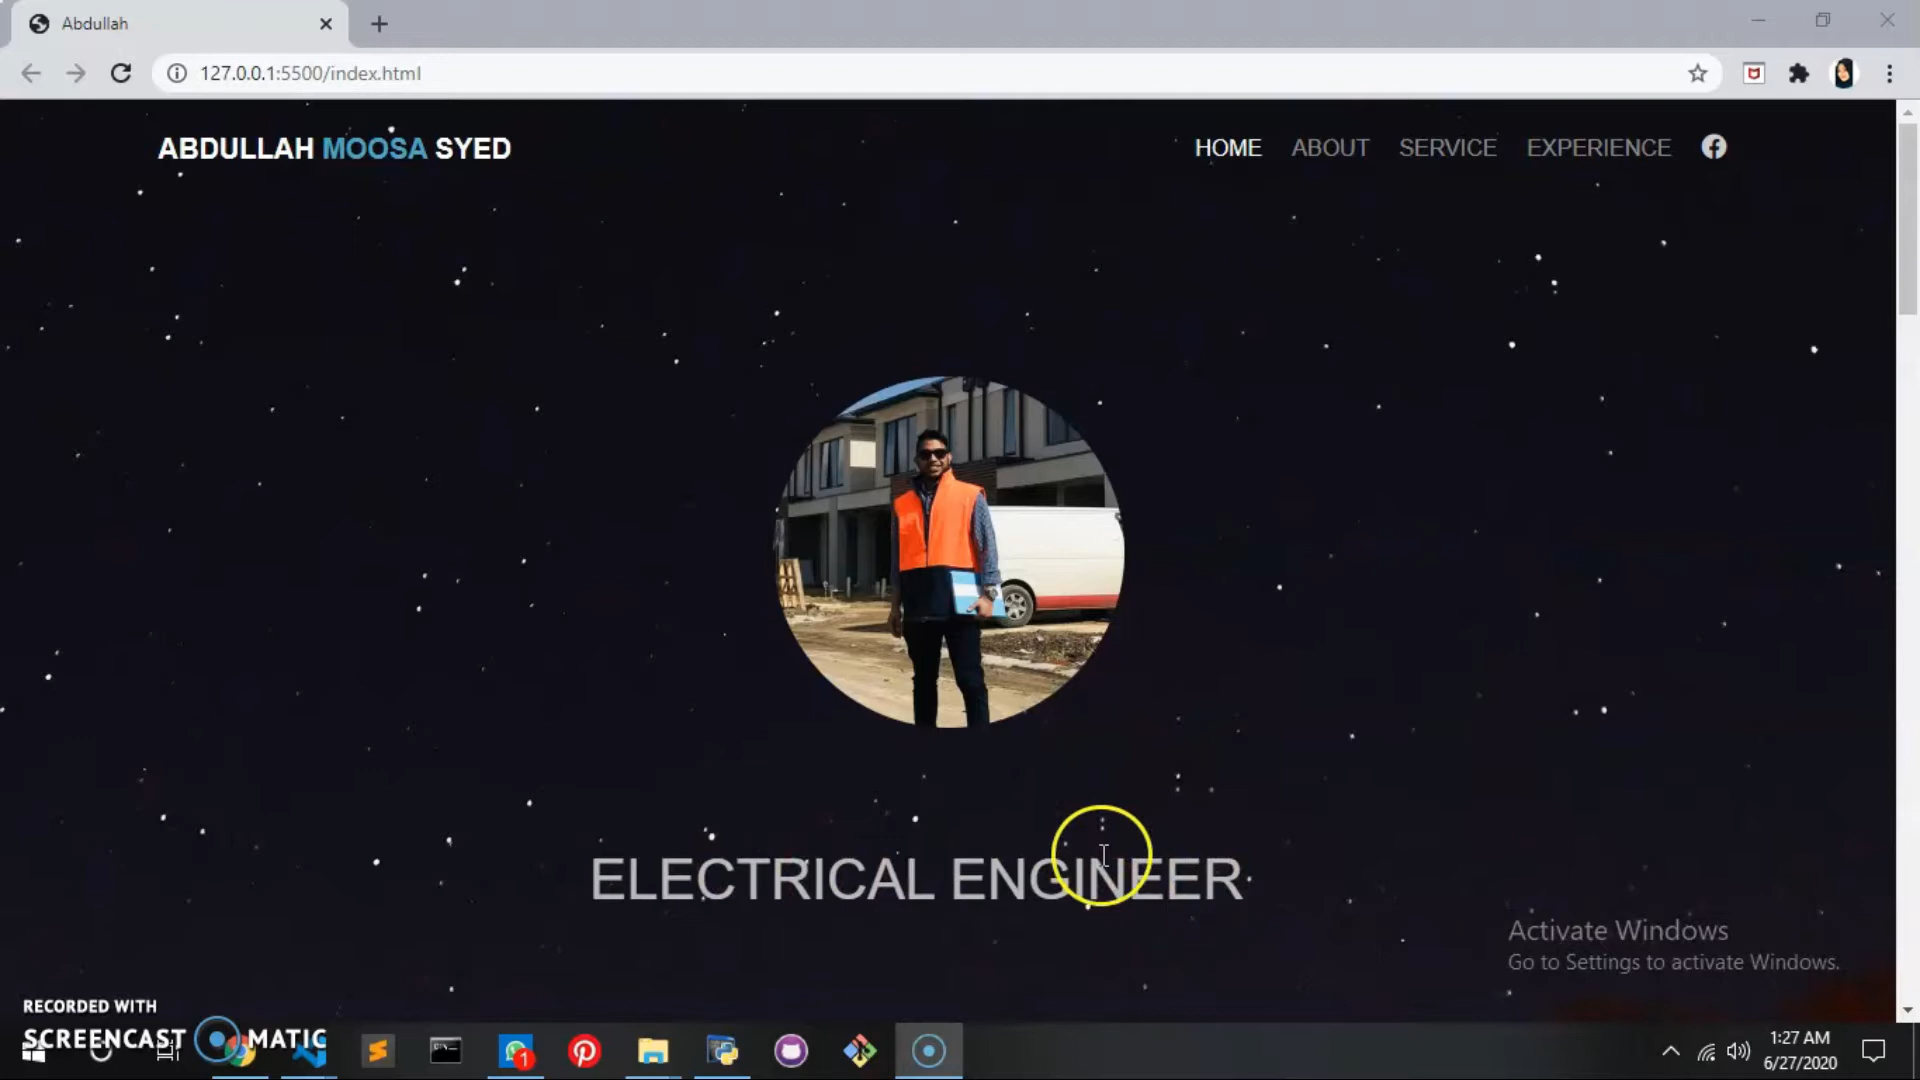 Abdullah
127.0.0.1:5500/index.html
ABDULLAH MOOSA SYED
HOME ABOUT SERVICE EXPERIENCE
ELECTRICAL ENGINEER
Activate Windows
Go to Settings to activate Windows.
RECORDED WITH
SCREENCAST MATIC
1
1:27 AM
6/27/2020